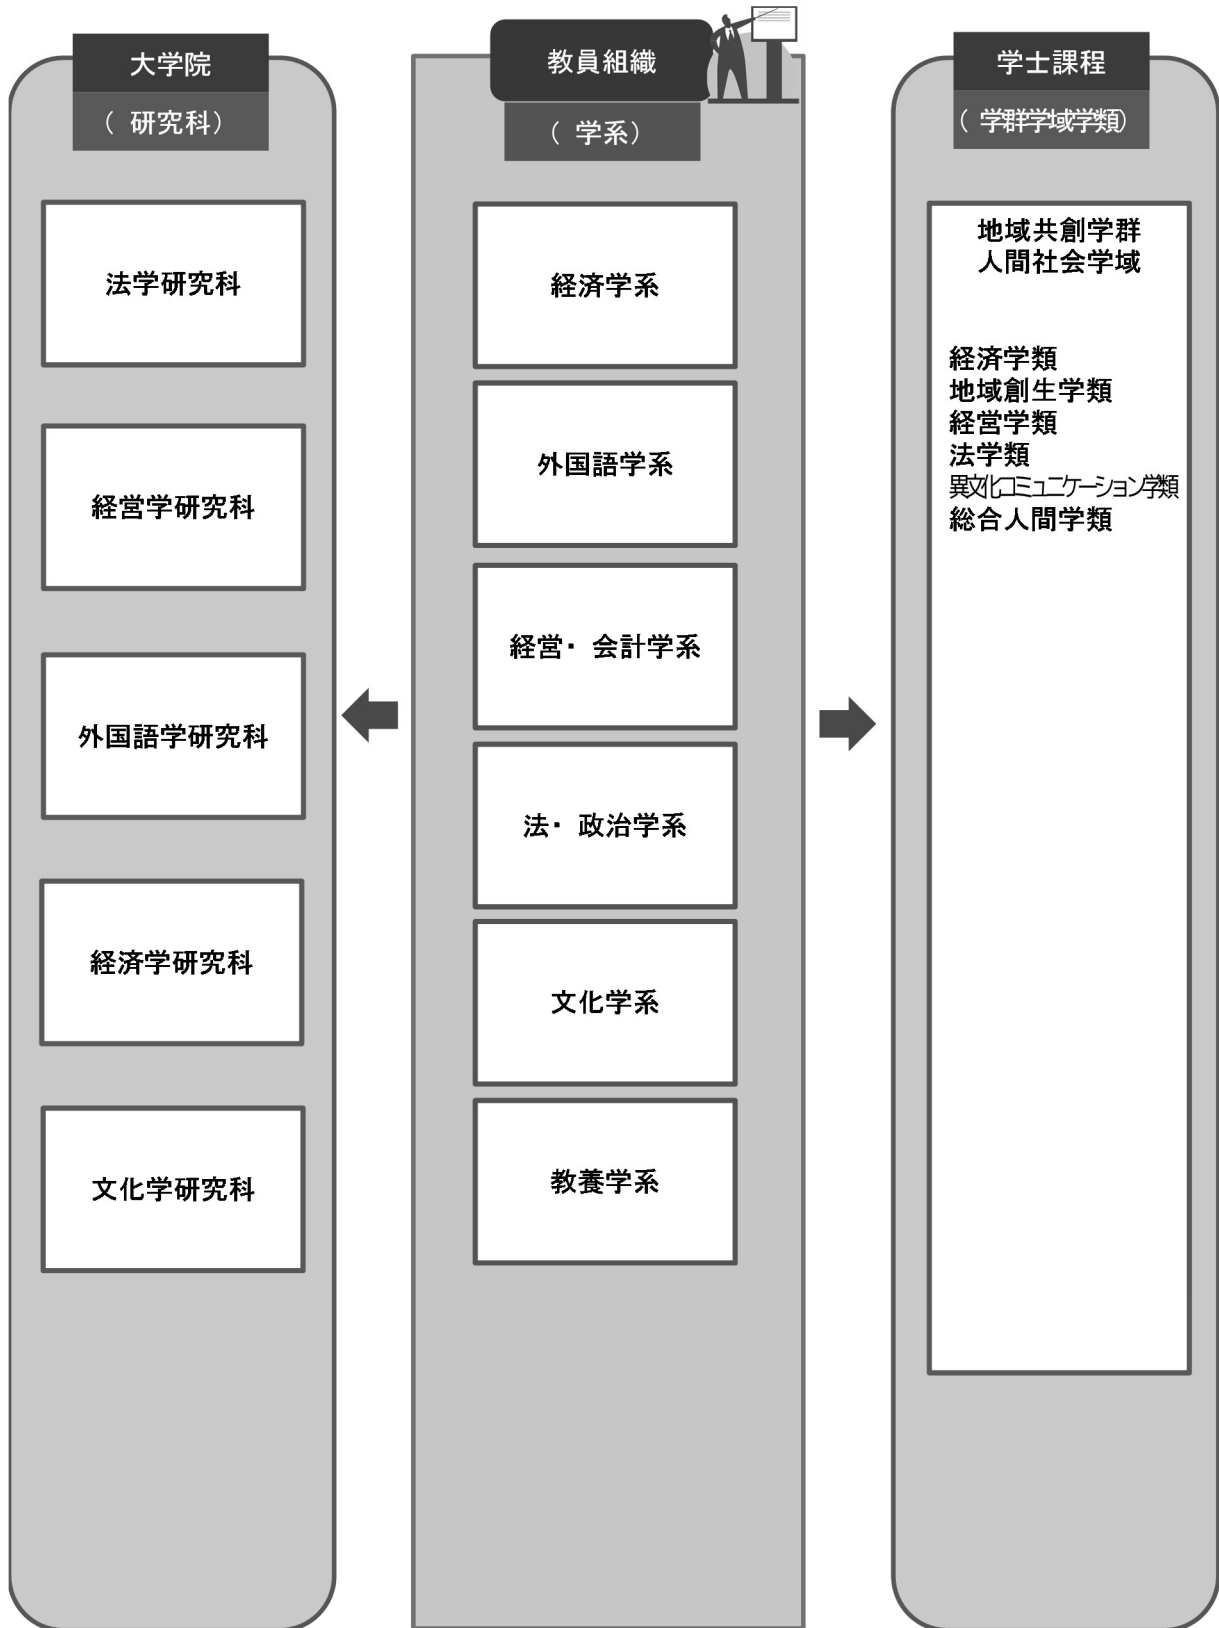 大学院
（ 研究科）
法学研究科
経営学研究科
外国語学研究科
経済学研究科
文化学研究科
教員組織
（ 学系）
経済学系
外国語学系
経営・ 会計学系
法・ 政治学系
文化学系
教養学系
学士課程
（ 学群学域学類）
地域共創学群
人間社会学域
経済学類
地域創生学類
経営学類
法学類
異文化コミュニケーション学類
総合人間学類